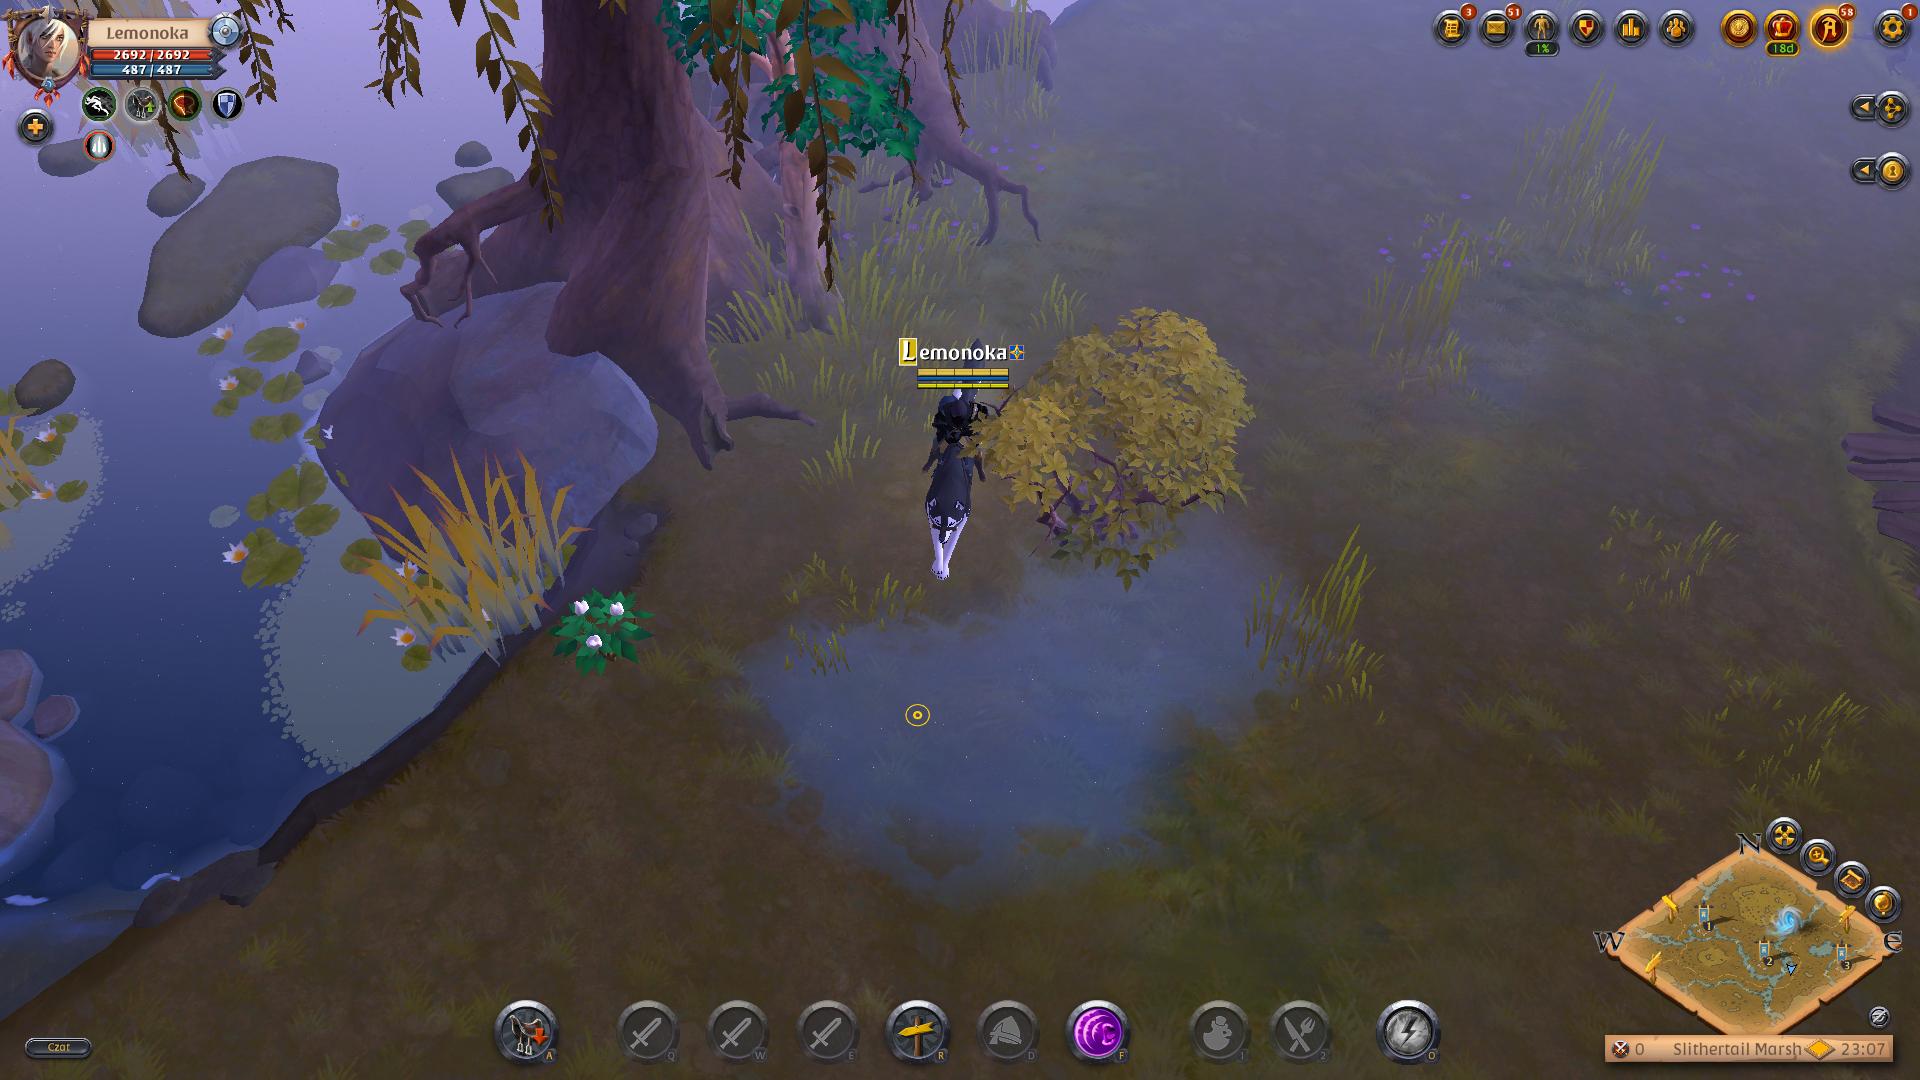 Lemonoka
2692 / 2692
487 / 487
3
51
1%
18d
58
1
Lemonoka
N
W
E
1
2
3
A
Q
W
E
R
D
F
1
2
O
Czat
0 Slithertail Marsh 23:07